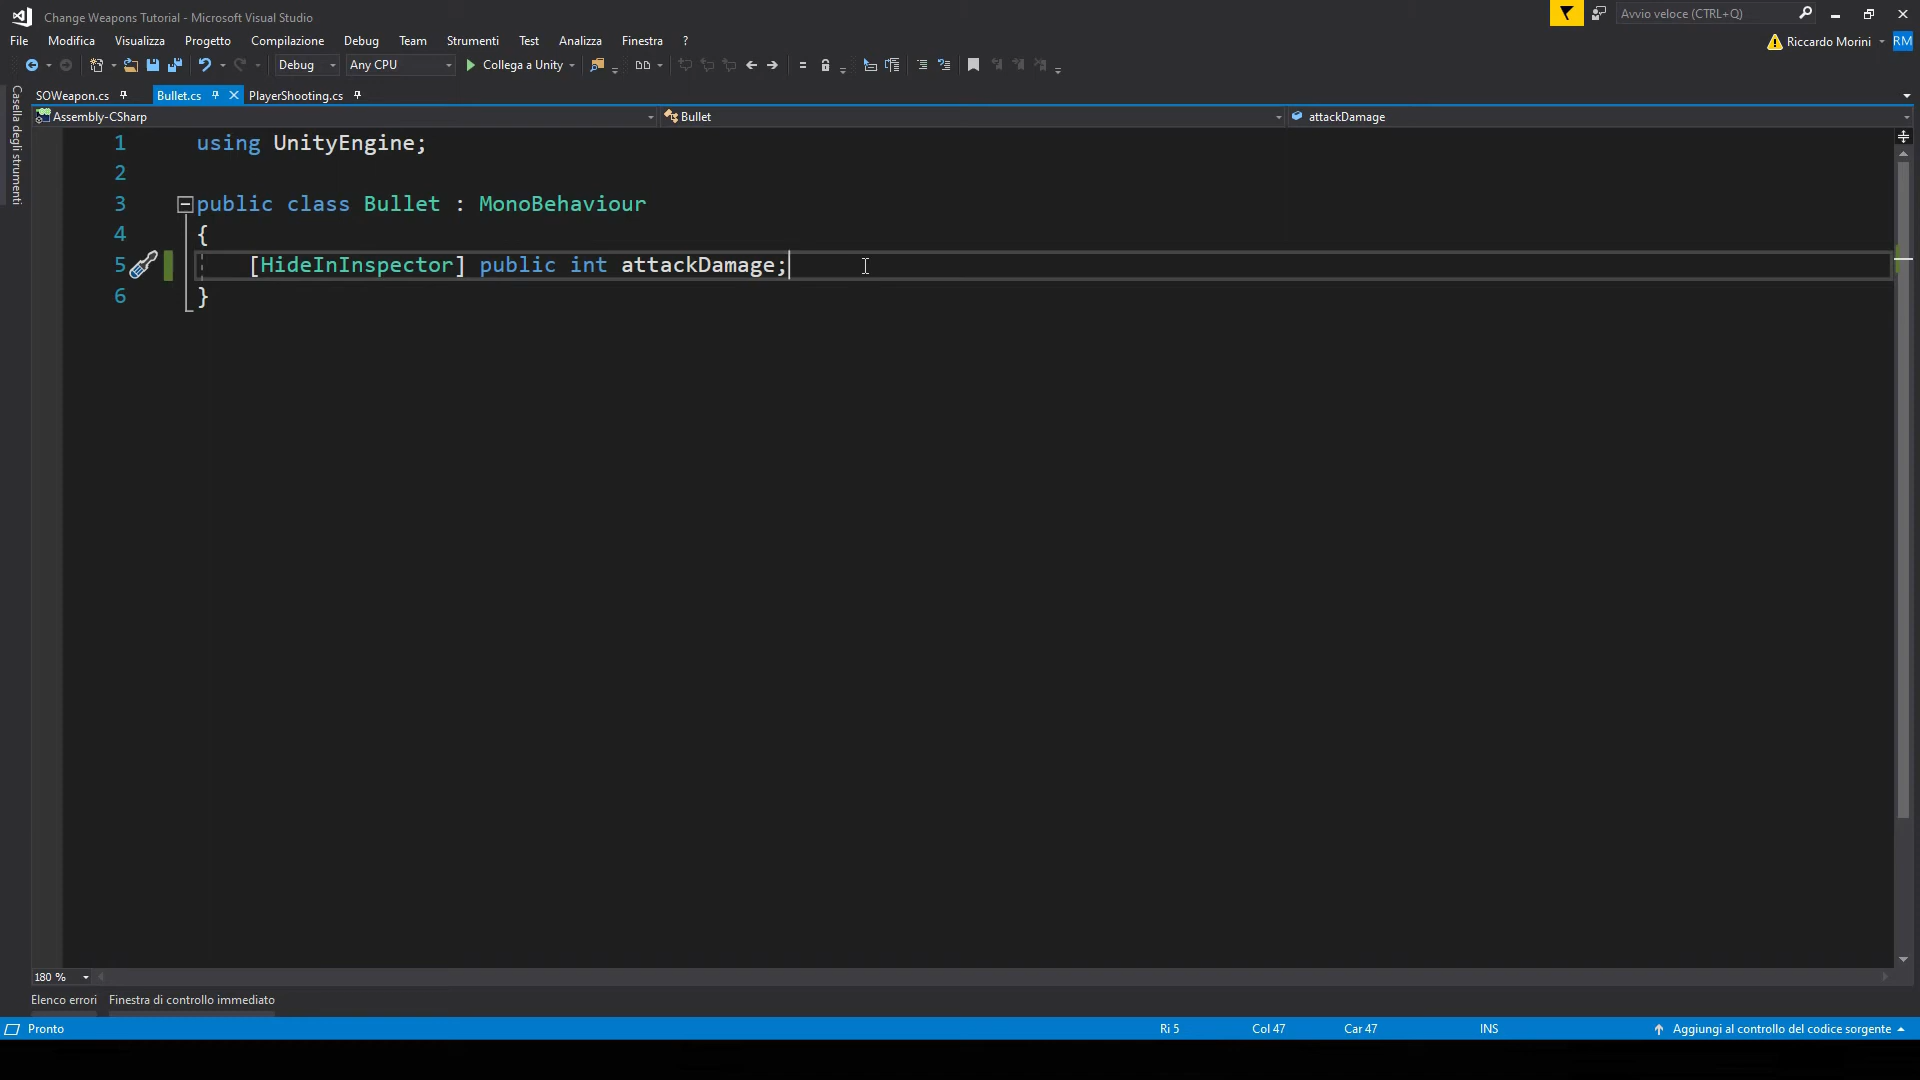 Change Weapons Tutorial - Microsoft Visual Studio
Avvio veloce (CTRL+Q)
File Modifica Visualizza Progetto Compilazione Debug Team Strumenti Test Analizza Finestra ?
Riccardo Morini RM
Debug Any CPU Collega a Unity
Casella degli strumenti
SOWeapon.cs Bullet.cs PlayerShooting.cs
Assembly-CSharp Bullet attackDamage
1 using UnityEngine;
2
3 public class Bullet : MonoBehaviour
4 {
5 [HideInInspector] public int attackDamage;
6 }
180 %
Elenco errori Finestra di controllo immediato
Pronto Ri 5 Col 47 Car 47 INS Aggiungi al controllo del codice sorgente